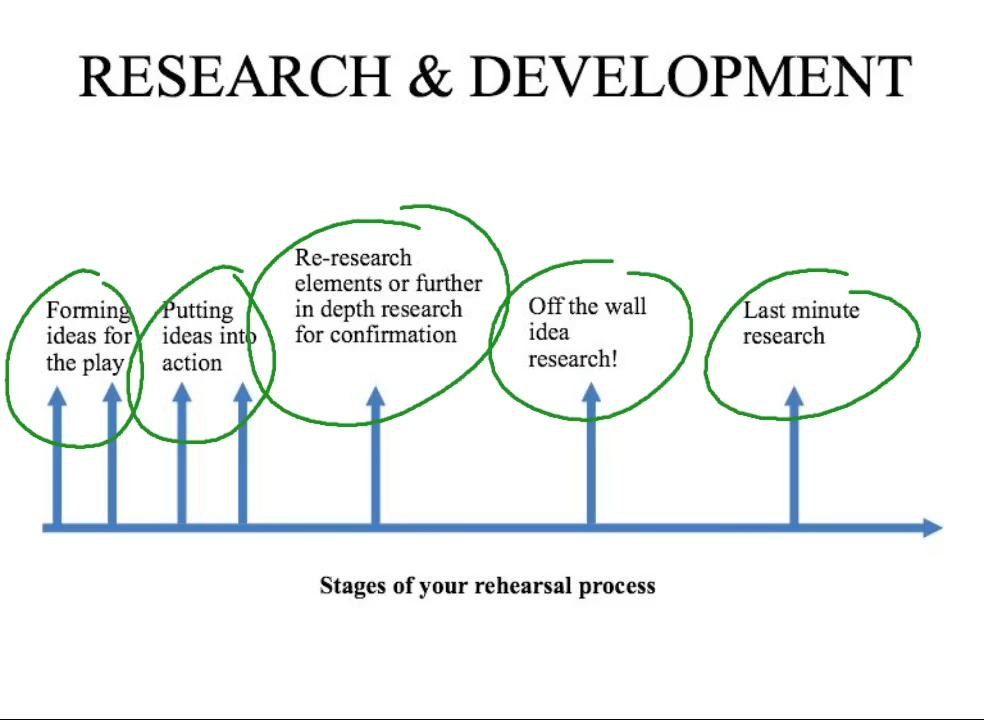 RESEARCH & DEVELOPMENT
Forming
ideas for
the play
Putting
ideas into
action
Re-research
elements or further
in depth research
for confirmation
Off the wall
idea
research!
Last minute
research
Stages of your rehearsal process